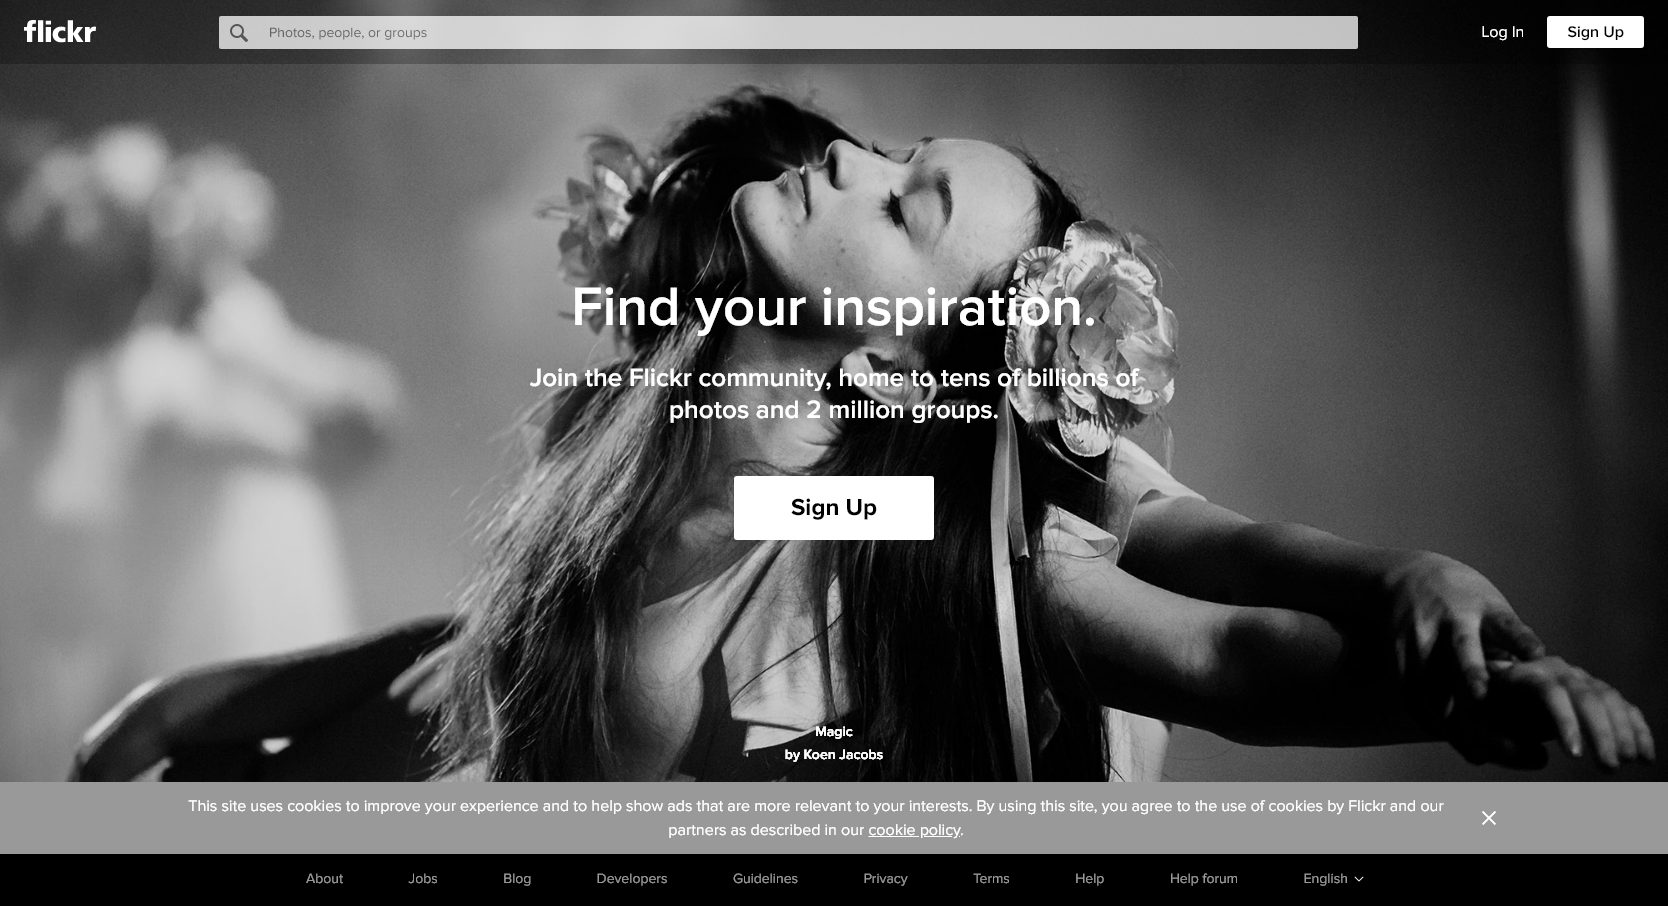 flickr
Photos, people, or groups
Log In
Sign Up
Find your inspiration.
Join the Flickr community, home to tens of billions of
photos and 2 million groups.
Sign Up
Magic
by Koen Jacobs
This site uses cookies to improve your experience and to help show ads that are more relevant to your interests. By using this site, you agree to the use of cookies by Flickr and our
partners as described in our cookie policy.
About
Jobs
Blog
Developers
Guidelines
Privacy
Terms
Help
Help forum
English